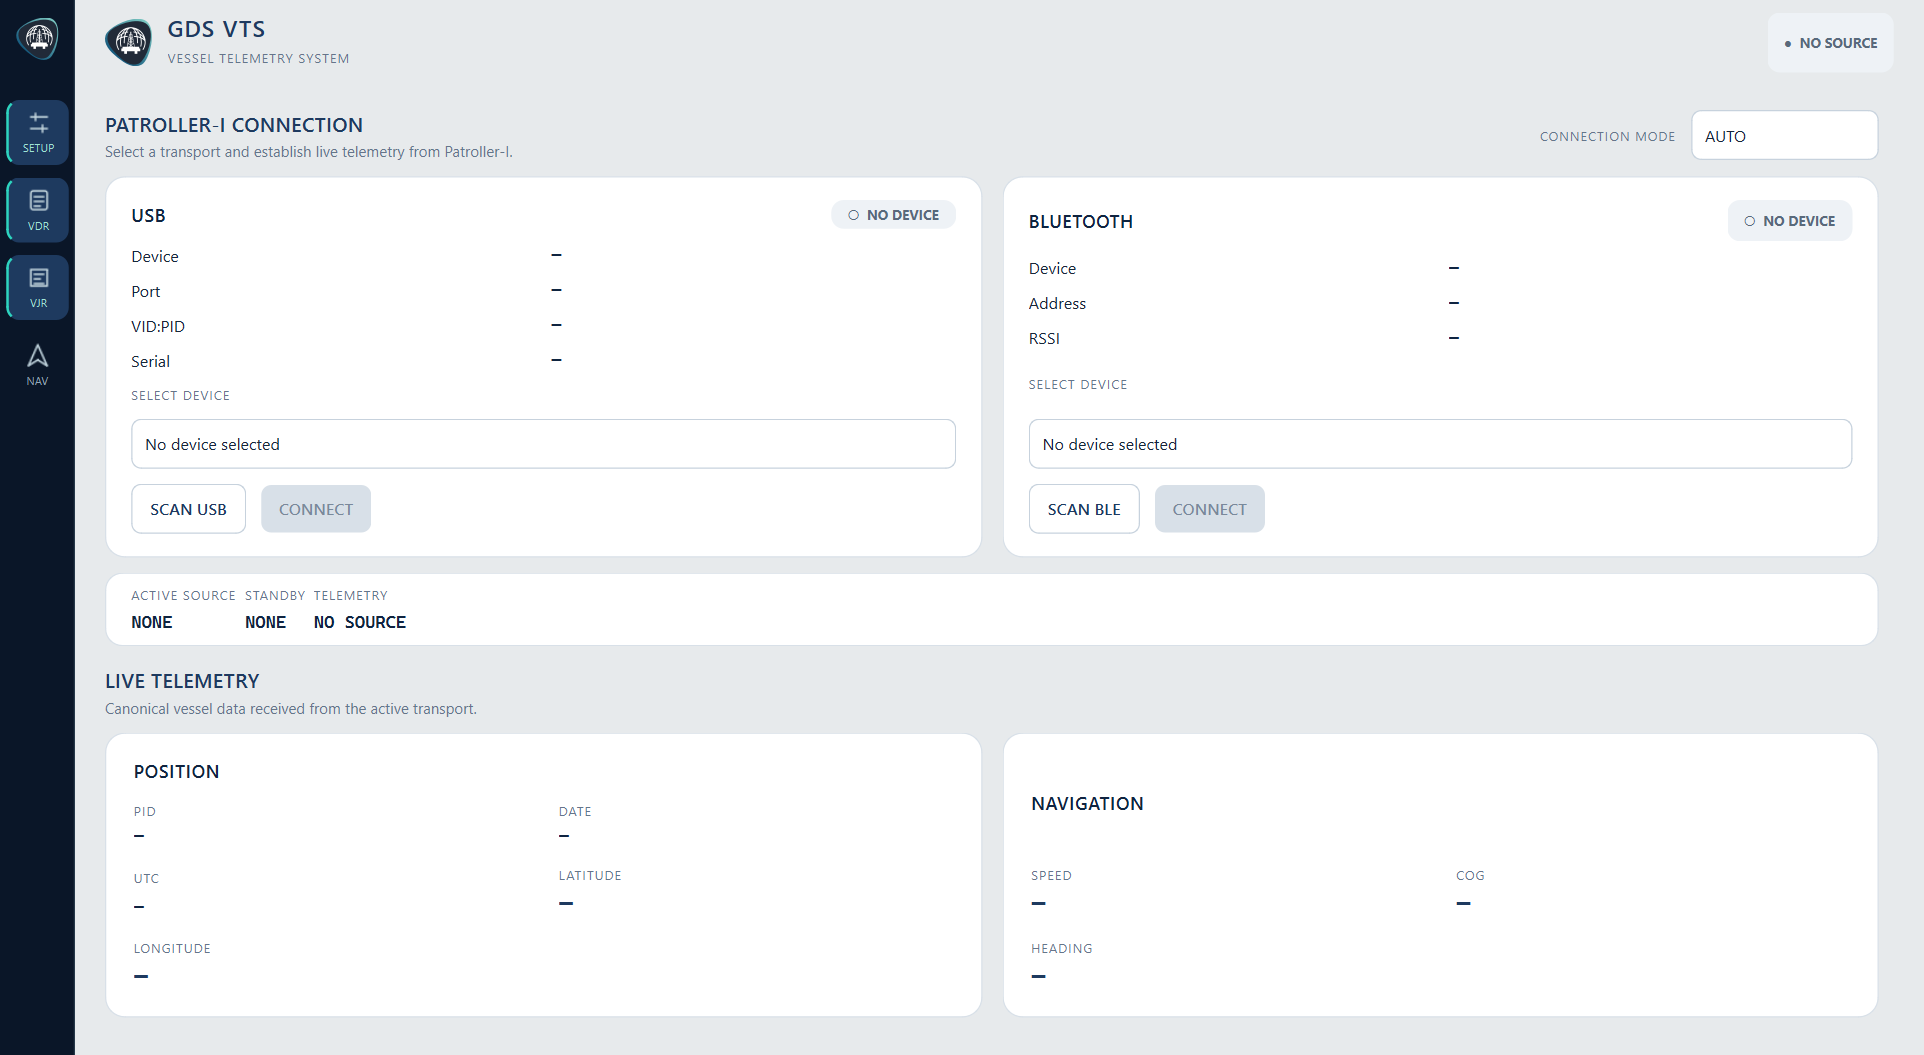 GDS VTS
VESSEL TELEMETRY SYSTEM
● NO SOURCE
SETUP
VDR
VJR
NAV
PATROLLER-I CONNECTION
Select a transport and establish live telemetry from Patroller-I.
CONNECTION MODE
AUTO
USB
○ NO DEVICE
Device –
Port –
VID:PID –
Serial –
SELECT DEVICE
No device selected
SCAN USB
CONNECT
BLUETOOTH
○ NO DEVICE
Device –
Address –
RSSI –
SELECT DEVICE
No device selected
SCAN BLE
CONNECT
ACTIVE SOURCE STANDBY TELEMETRY
NONE NONE NO SOURCE
LIVE TELEMETRY
Canonical vessel data received from the active transport.
POSITION
PID
–
DATE
–
UTC
–
LATITUDE
–
LONGITUDE
–
NAVIGATION
SPEED
–
COG
–
HEADING
–